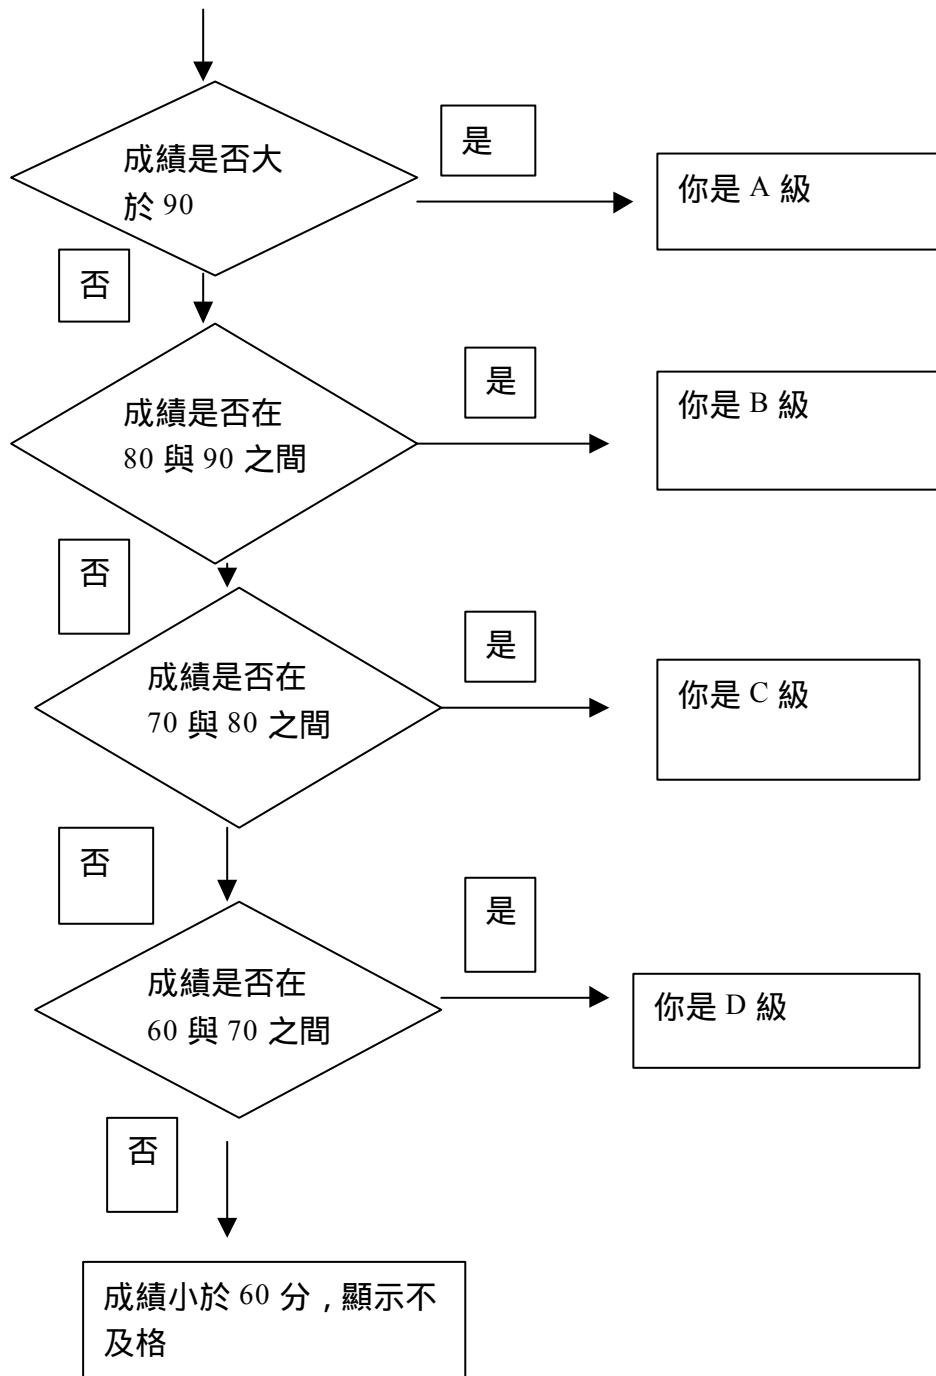 成績是否大
於 90
是
你是 A 級
否
成績是否在
80 與 90 之間
是
你是 B 級
否
成績是否在
70 與 80 之間
是
你是 C 級
否
成績是否在
60 與 70 之間
是
你是 D 級
否
成績小於 60 分，顯示不
及格